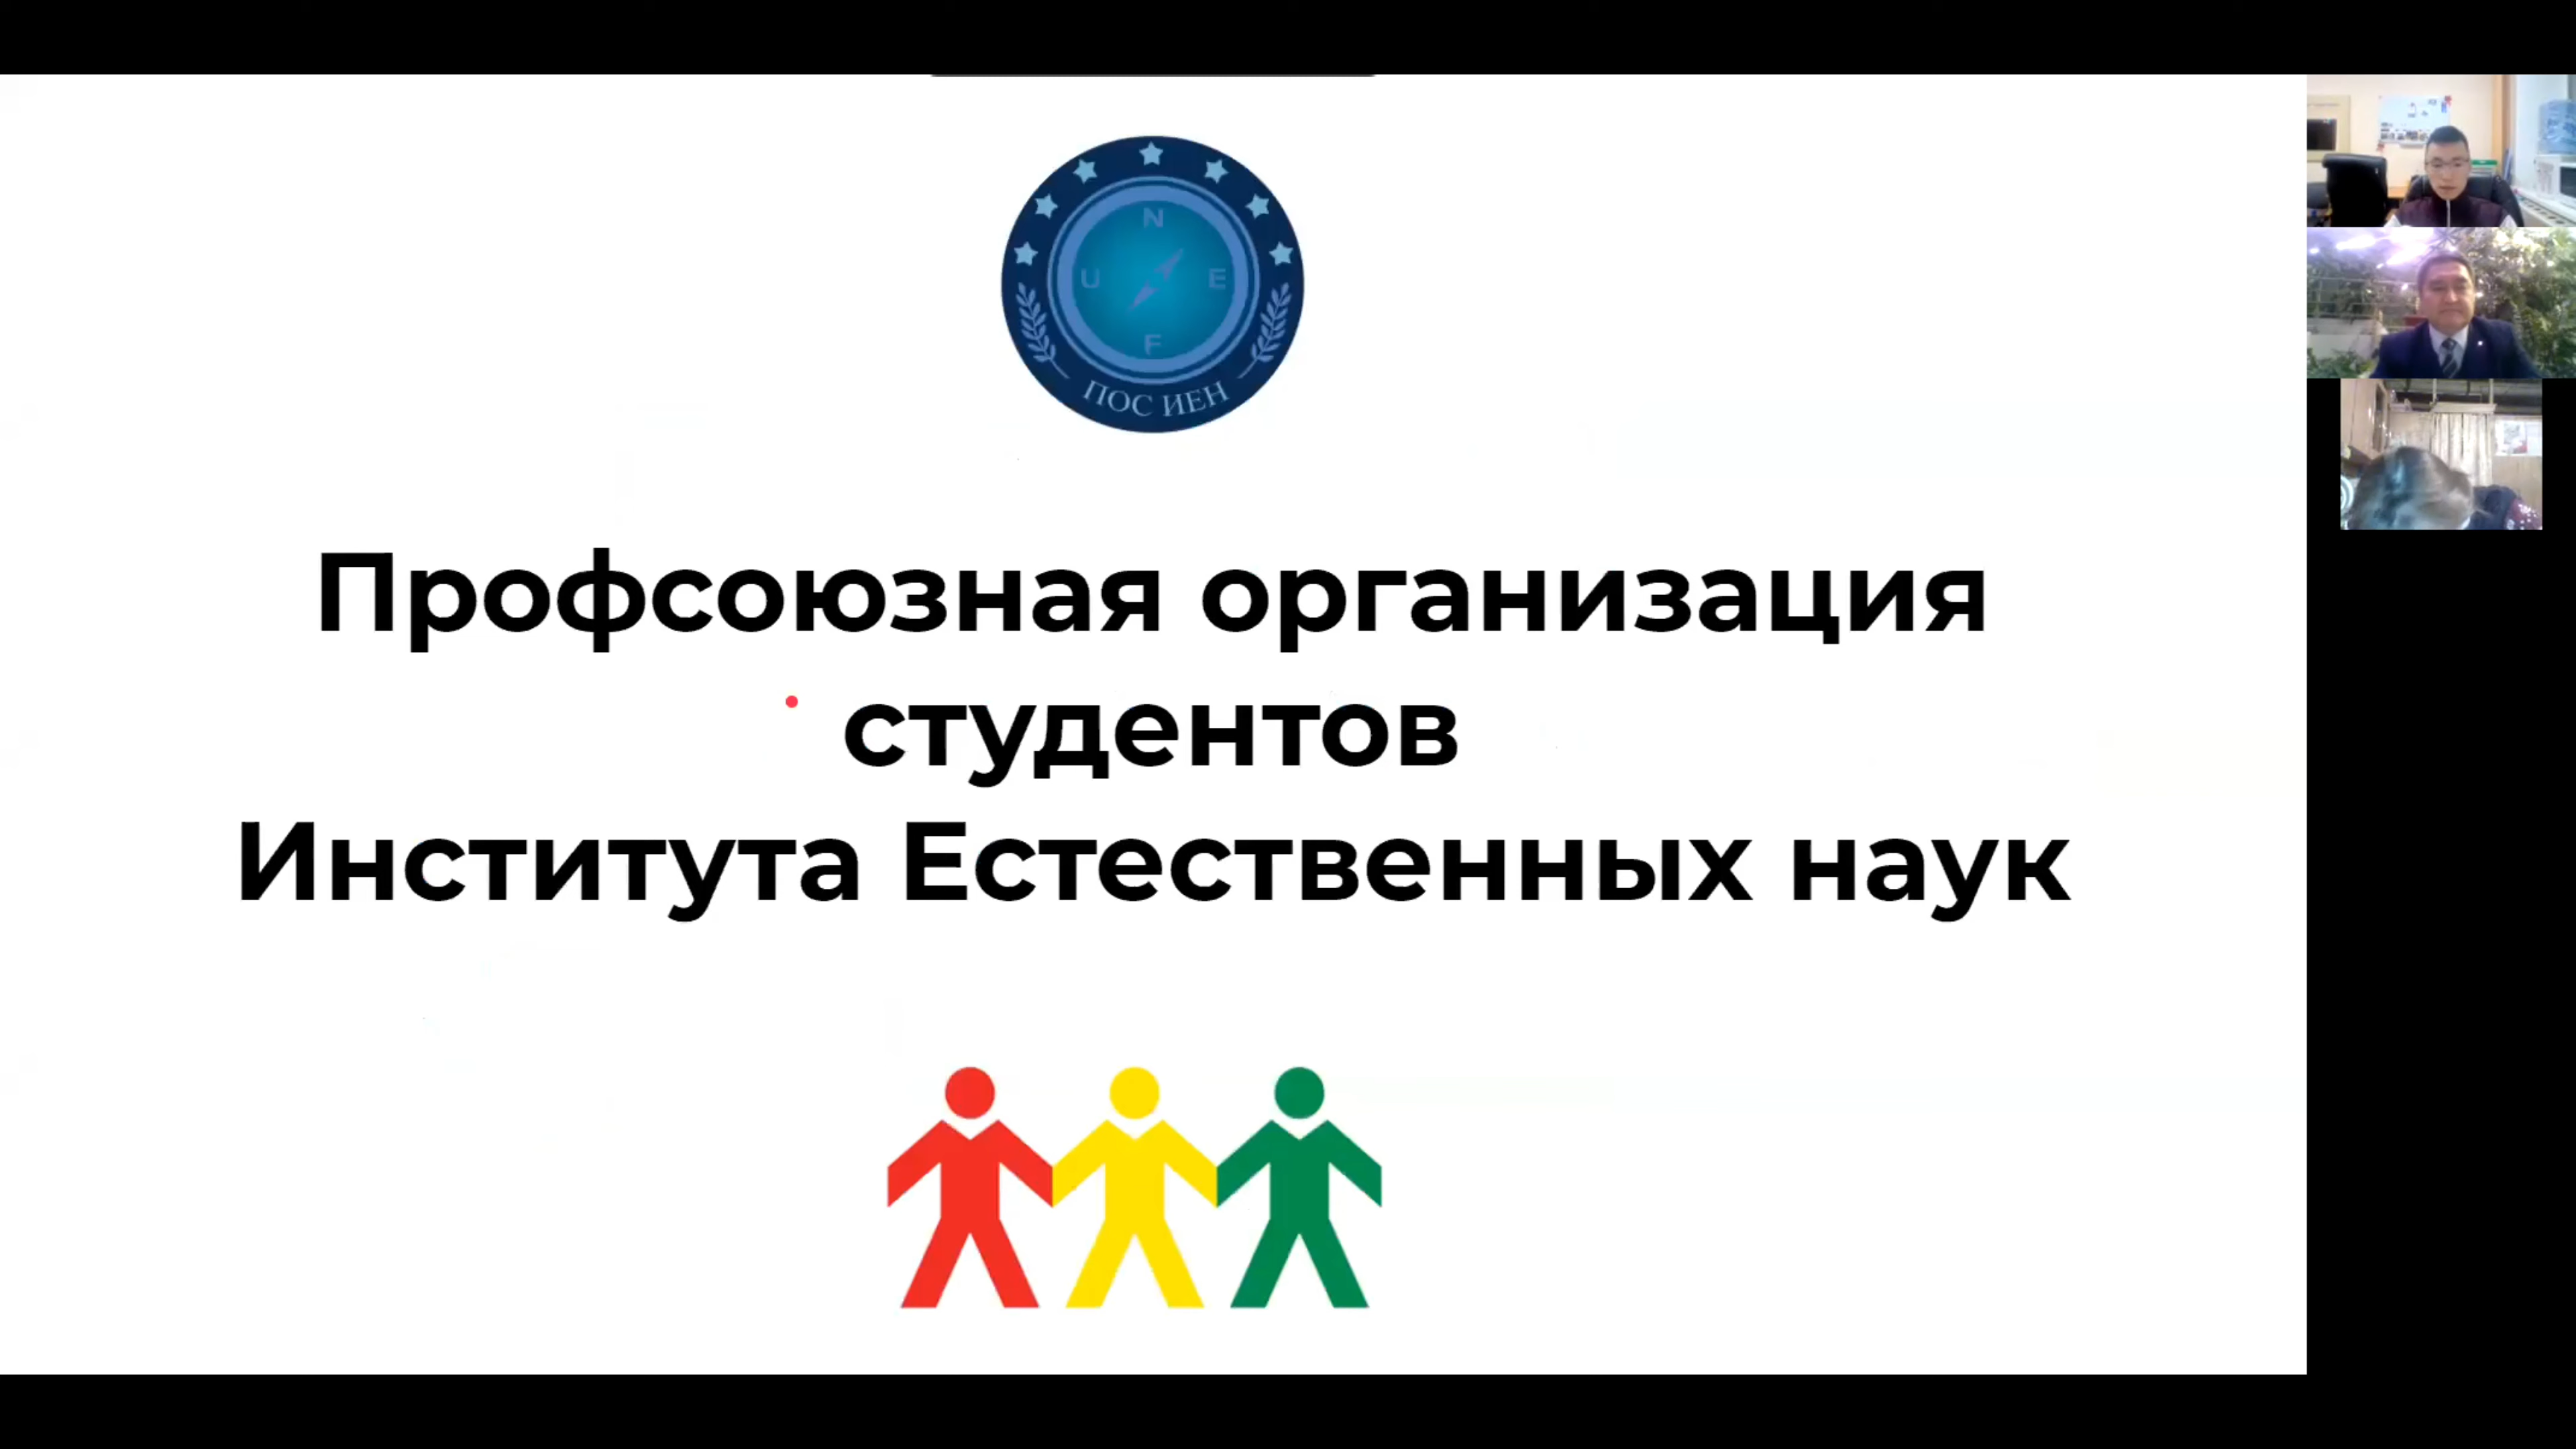 N
U E
F
ПОС ИЕН
Профсоюзная организация
студентов
Института Естественных наук